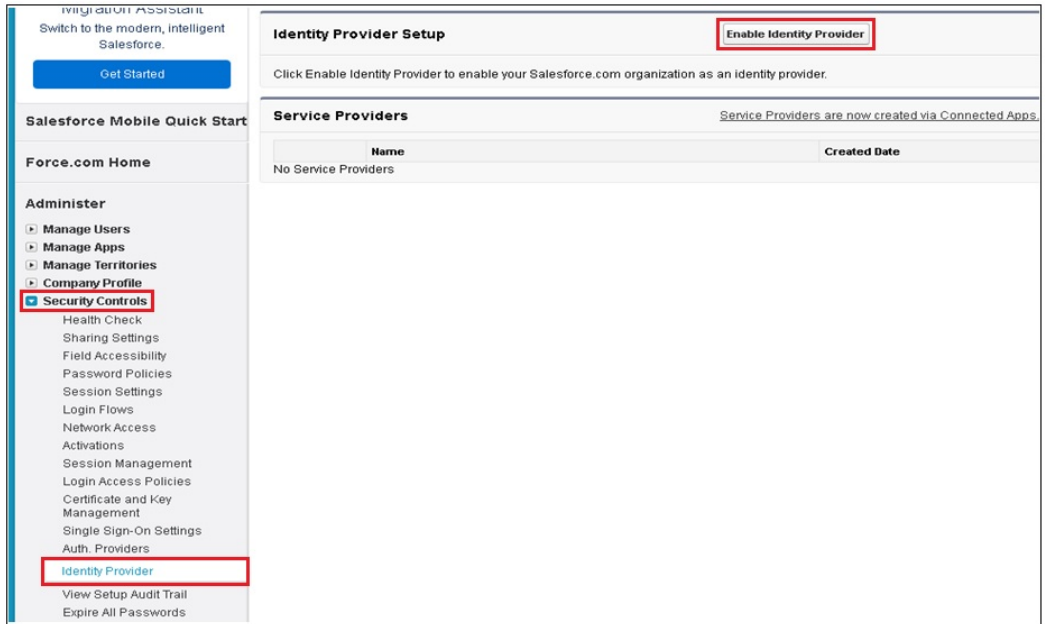 Migration Assistant
Switch to the modern, intelligent
Salesforce.
Get Started
Salesforce Mobile Quick Start
Force.com Home
Administer
Manage Users
Manage Apps
Manage Territories
Company Profile
Security Controls
Health Check
Sharing Settings
Field Accessibility
Password Policies
Session Settings
Login Flows
Network Access
Activations
Session Management
Login Access Policies
Certificate and Key
Management
Single Sign-On Settings
Auth. Providers
Identity Provider
View Setup Audit Trail
Expire All Passwords
Identity Provider Setup
Enable Identity Provider
Click Enable Identity Provider to enable your Salesforce.com organization as an identity provider.
Service Providers
Service Providers are now created via Connected Apps.
Name Created Date
No Service Providers